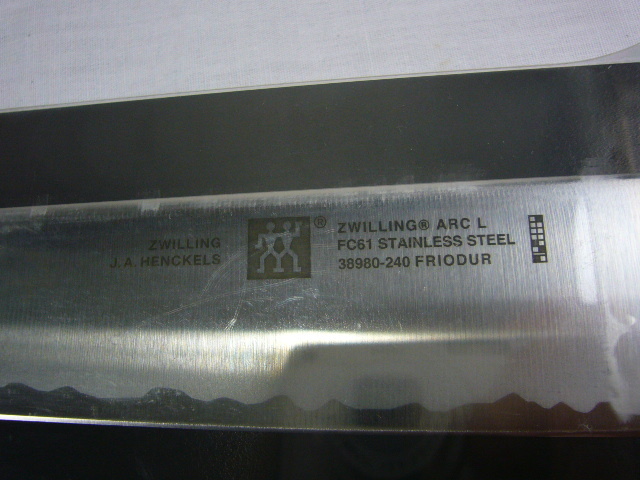 ZWILLING
J.A. HENCKELS
®
ZWILLING® ARC L
FC61 STAINLESS STEEL
38980-240 FRIODUR